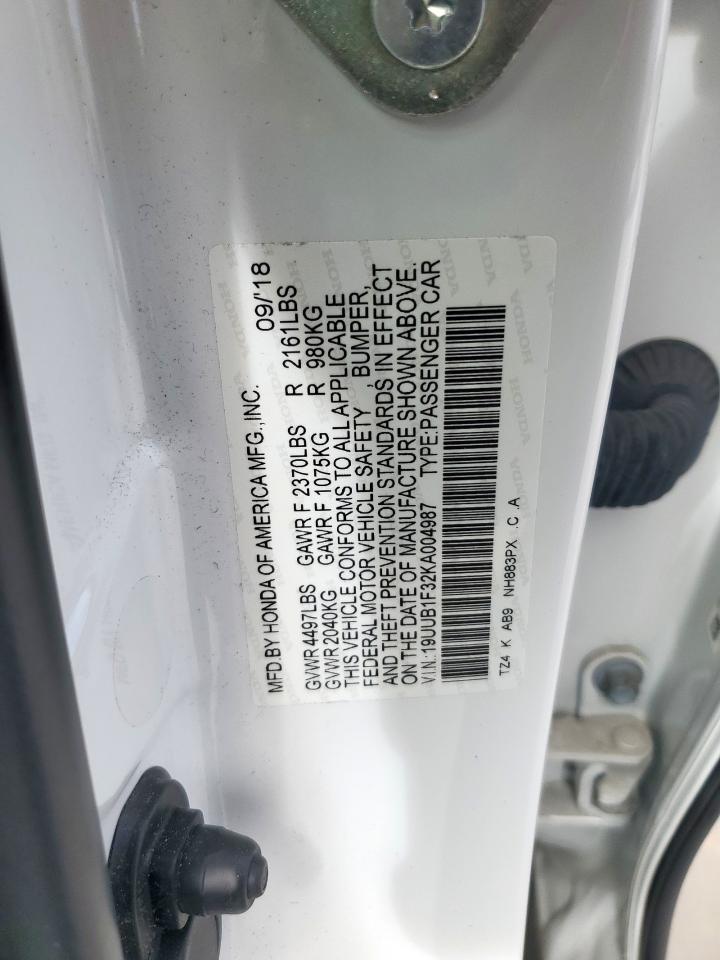 MFD.BY HONDA OF AMERICA MFG.,INC. 09/'18
GVWR 4497LBS GAWR F 2370LBS R 2161LBS
GVWR 2040KG GAWR F 1075KG R 980KG
THIS VEHICLE CONFORMS TO ALL APPLICABLE
FEDERAL MOTOR VEHICLE SAFETY , BUMPER,
AND THEFT PREVENTION STANDARDS IN EFFECT
ON THE DATE OF MANUFACTURE SHOWN ABOVE.
V.I.N.:19UUB1F32KA004987 TYPE:PASSENGER CAR
TZ4 K AB9 NH883PX .C .A
HONDA